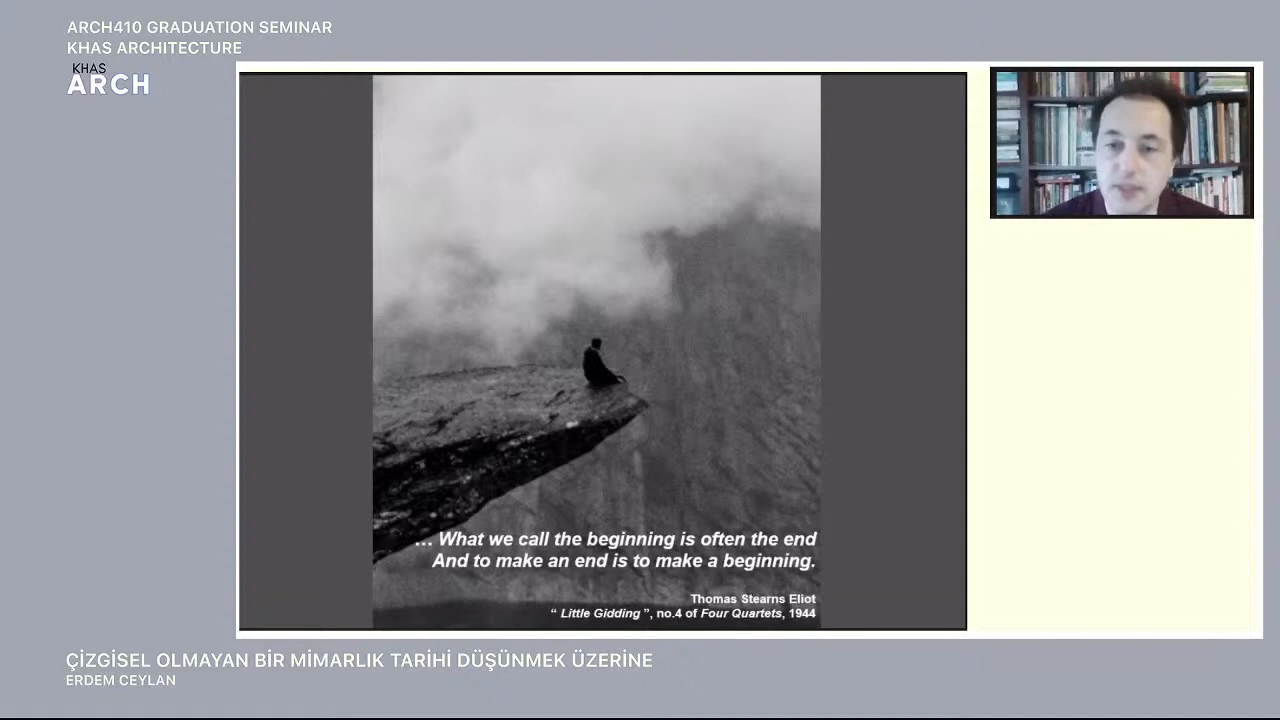 ARCH410 GRADUATION SEMINAR
KHAS ARCHITECTURE
KHAS
ARCH
... What we call the beginning is often the end
And to make an end is to make a beginning.
Thomas Stearns Eliot
“ Little Gidding ”, no.4 of Four Quartets, 1944
ÇİZGİSEL OLMAYAN BİR MİMARLIK TARİHİ DÜŞÜNMEK ÜZERİNE
ERDEM CEYLAN